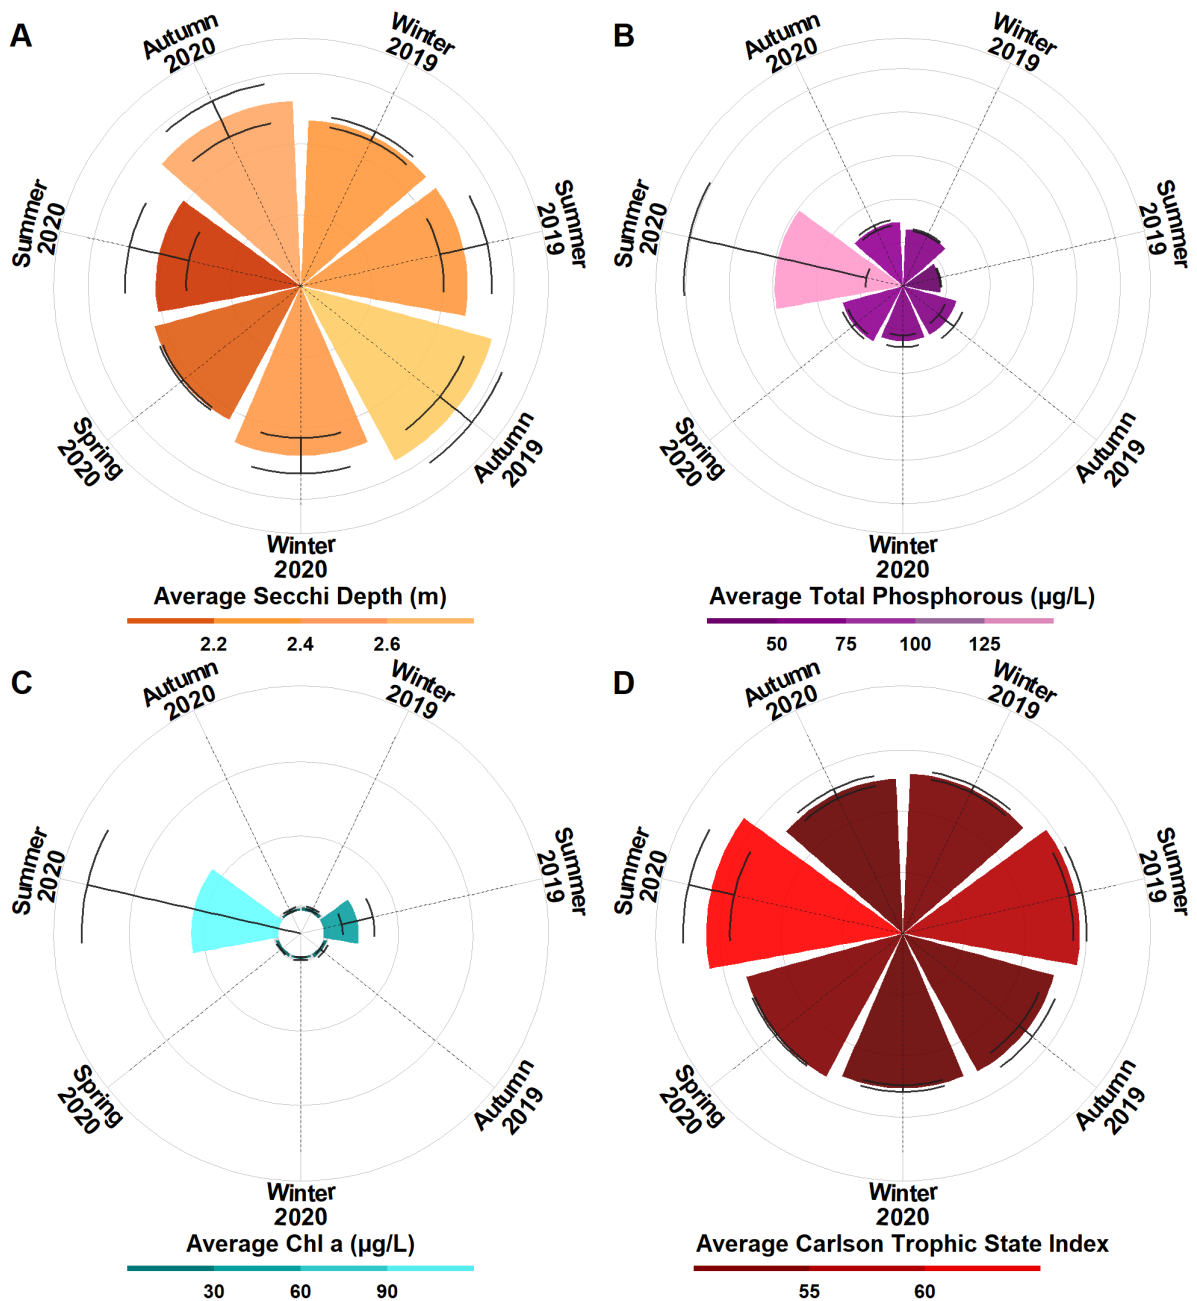 A
Autumn
2020
Winter
2019
Summer
2020
Summer
2019
Spring
2020
Autumn
2019
Winter
2020
Average Secchi Depth (m)
2.2 2.4 2.6
B
Autumn
2020
Winter
2019
Summer
2020
Summer
2019
Spring
2020
Autumn
2019
Winter
2020
Average Total Phosphorous (µg/L)
50 75 100 125
C
Autumn
2020
Winter
2019
Summer
2020
Summer
2019
Spring
2020
Autumn
2019
Winter
2020
Average Chl a (µg/L)
30 60 90
D
Autumn
2020
Winter
2019
Summer
2020
Summer
2019
Spring
2020
Autumn
2019
Winter
2020
Average Carlson Trophic State Index
55 60